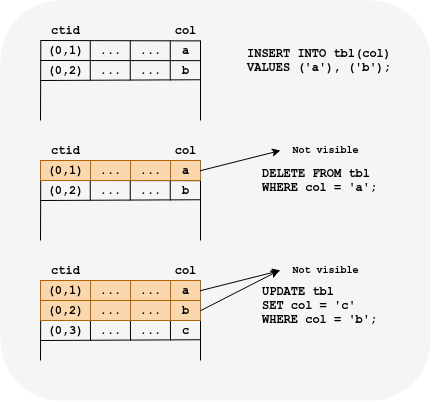 ctid col
(0,1) ... ... a
(0,2) ... ... b
INSERT INTO tbl(col)
VALUES ('a'), ('b');
ctid col
(0,1) ... ... a
(0,2) ... ... b
Not visible
DELETE FROM tbl
WHERE col = 'a';
ctid col
(0,1) ... ... a
(0,2) ... ... b
(0,3) ... ... c
Not visible
UPDATE tbl
SET col = 'c'
WHERE col = 'b';